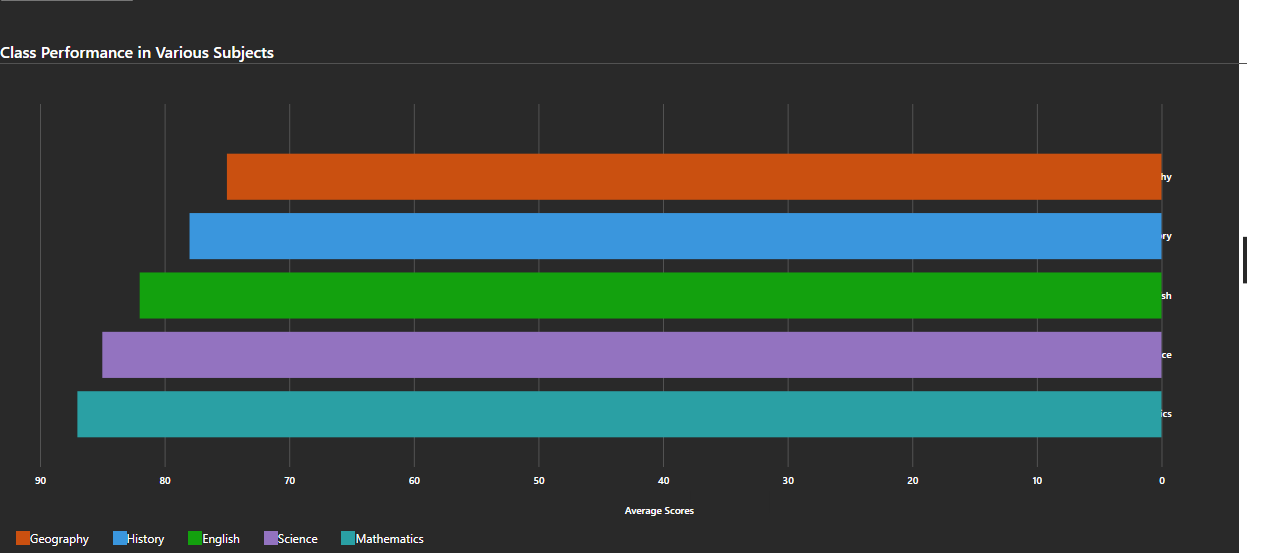 Class Performance in Various Subjects
hy
ry
sh
ce
ics
90 80 70 60 50 40 30 20 10 0
Average Scores
Geography History English Science Mathematics